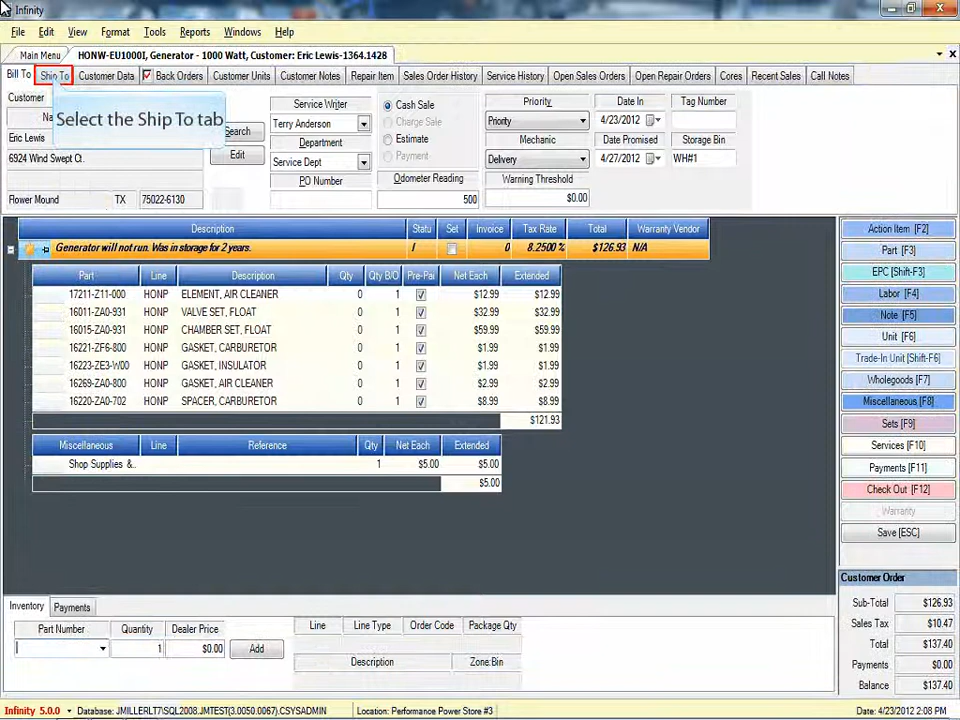 Infinity
File Edit View Format Tools Reports Windows Help
Main Menu HONW-EU1000I, Generator - 1000 Watt, Customer: Eric Lewis-1364.1428
Bill To Ship To Customer Data Back Orders Customer Units Customer Notes Repair Item Sales Order History Service History Open Sales Orders Open Repair Orders Cores Recent Sales Call Notes
Customer
Na
Select the Ship To tab
Search
Edit
Eric Lewis
6924 Wind Swept Ct.
Flower Mound TX 75022-6130
Service Writer
Terry Anderson
Department
Service Dept
PO Number
Cash Sale
Charge Sale
Estimate
Payment
Odometer Reading
500
Priority
Priority
Mechanic
Delivery
Warning Threshold
$0.00
Date In
4/23/2012
Date Promised
4/27/2012
Tag Number
Storage Bin
WH#1
Description Statu Set Invoice Tax Rate Total Warranty Vendor
Generator will not run. Was in storage for 2 years. I 0 8.2500 % $126.93 N/A
Part Line Description Qty Qty B/O Pre-Pai Net Each Extended
17211-Z11-000 HONP ELEMENT, AIR CLEANER 0 1 $12.99 $12.99
16011-ZA0-931 HONP VALVE SET, FLOAT 0 1 $32.99 $32.99
16015-ZA0-931 HONP CHAMBER SET, FLOAT 0 1 $59.99 $59.99
16221-ZF6-800 HONP GASKET, CARBURETOR 0 1 $1.99 $1.99
16223-ZE3-W00 HONP GASKET, INSULATOR 0 1 $1.99 $1.99
16269-ZA0-800 HONP GASKET, AIR CLEANER 0 1 $2.99 $2.99
16220-ZA0-702 HONP SPACER, CARBURETOR 0 1 $8.99 $8.99
$121.93
Miscellaneous Line Reference Qty Net Each Extended
Shop Supplies &.. 1 $5.00 $5.00
$5.00
Action Item [F2]
Part [F3]
EPC [Shift-F3]
Labor [F4]
Note [F5]
Unit [F6]
Trade-In Unit [Shift-F6]
Wholegoods [F7]
Miscellaneous [F8]
Sets [F9]
Services [F10]
Payments [F11]
Check Out [F12]
Warranty
Save [ESC]
Customer Order
Sub-Total $126.93
Sales Tax $10.47
Total $137.40
Payments $0.00
Balance $137.40
Inventory Payments
Part Number Quantity Dealer Price
1 $0.00 Add
Line Line Type Order Code Package Qty
Description Zone:Bin
Infinity 5.0.0 Database: JMILLERLT7\SQL2008.JMTEST(3.0050.0067).CSYSADMIN Location: Performance Power Store #3 Date: 4/23/2012 2:08 PM